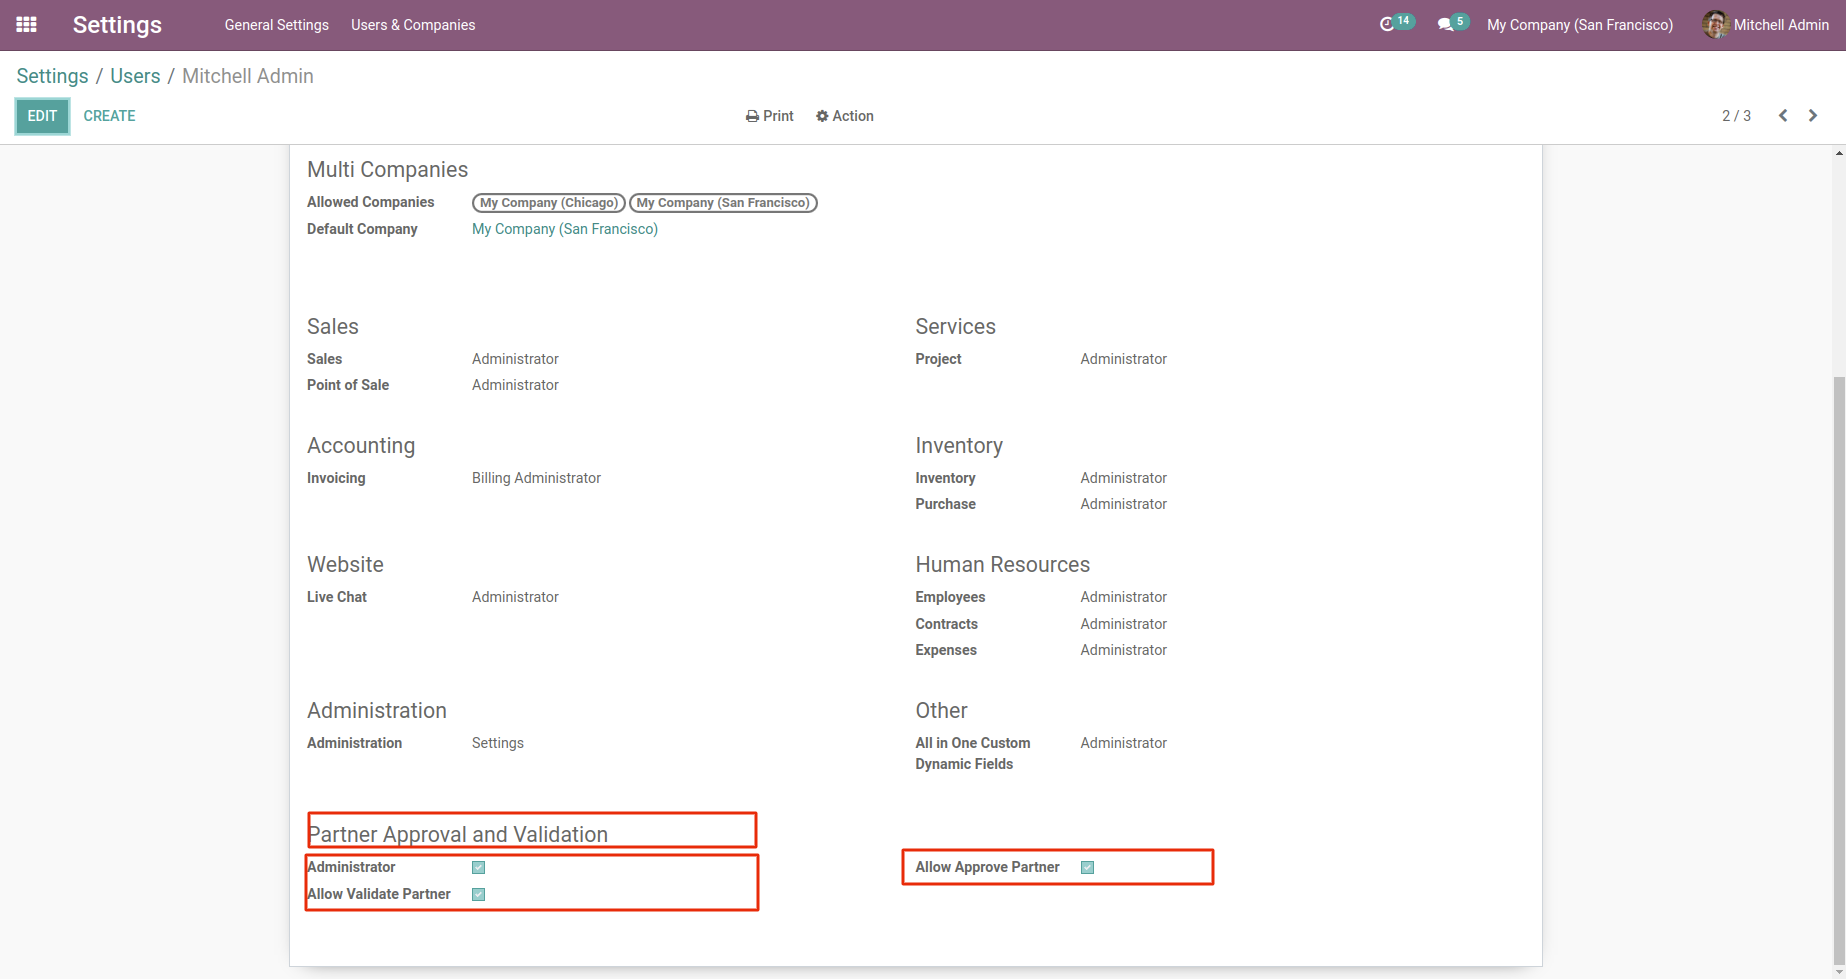 Settings General Settings Users & Companies 14 5 My Company (San Francisco) Mitchell Admin
Settings / Users / Mitchell Admin
EDIT CREATE Print Action 2 / 3
Multi Companies
Allowed Companies My Company (Chicago) My Company (San Francisco)
Default Company My Company (San Francisco)
Sales Services
Sales Administrator Project Administrator
Point of Sale Administrator
Accounting Inventory
Invoicing Billing Administrator Inventory Administrator
Purchase Administrator
Website Human Resources
Live Chat Administrator Employees Administrator
Contracts Administrator
Expenses Administrator
Administration Other
Administration Settings All in One Custom Administrator
Dynamic Fields
Partner Approval and Validation
Administrator Allow Approve Partner
Allow Validate Partner